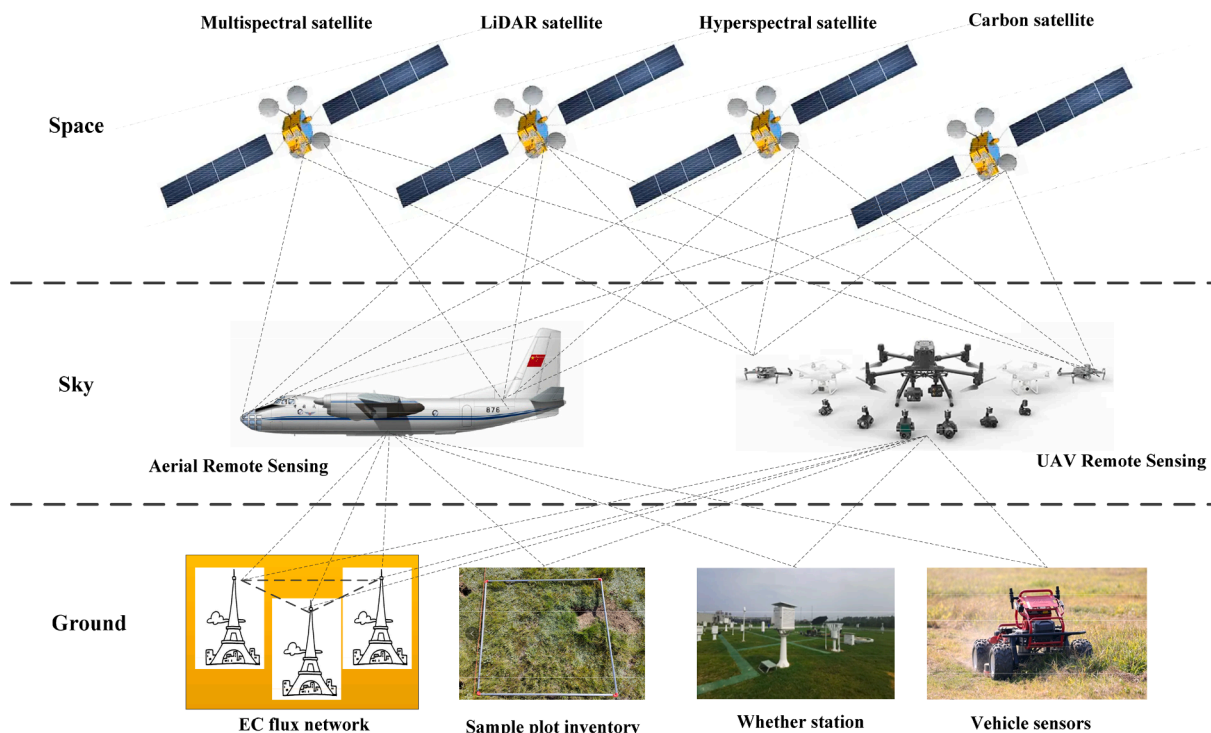 Multispectral satellite
LiDAR satellite
Hyperspectral satellite
Carbon satellite
Space
Sky
876
Aerial Remote Sensing
UAV Remote Sensing
Ground
EC flux network
Sample plot inventory
Whether station
Vehicle sensors